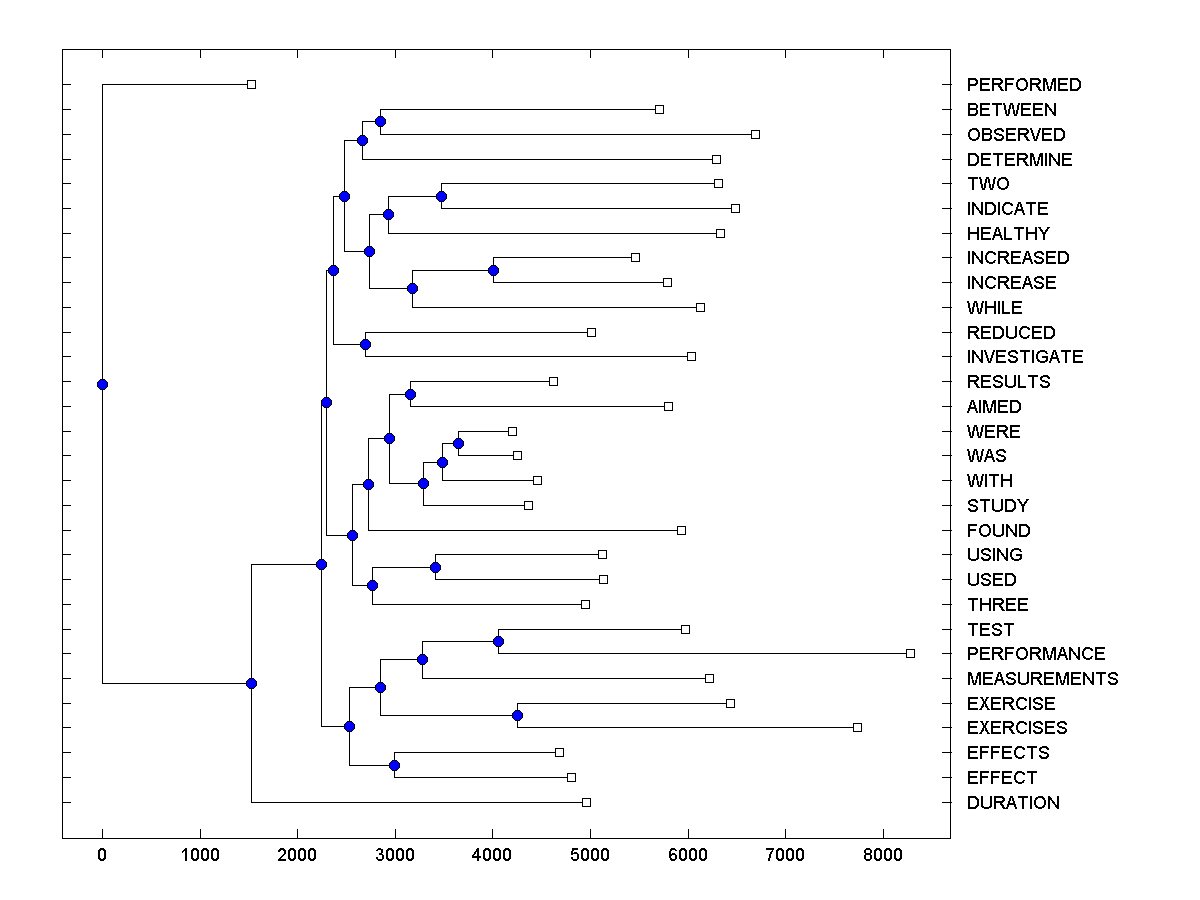 PERFORMED
BETWEEN
OBSERVED
DETERMINE
TWO
INDICATE
HEALTHY
INCREASED
INCREASE
WHILE
REDUCED
INVESTIGATE
RESULTS
AIMED
WERE
WAS
WITH
STUDY
FOUND
USING
USED
THREE
TEST
PERFORMANCE
MEASUREMENTS
EXERCISE
EXERCISES
EFFECTS
EFFECT
DURATION
0 1000 2000 3000 4000 5000 6000 7000 8000